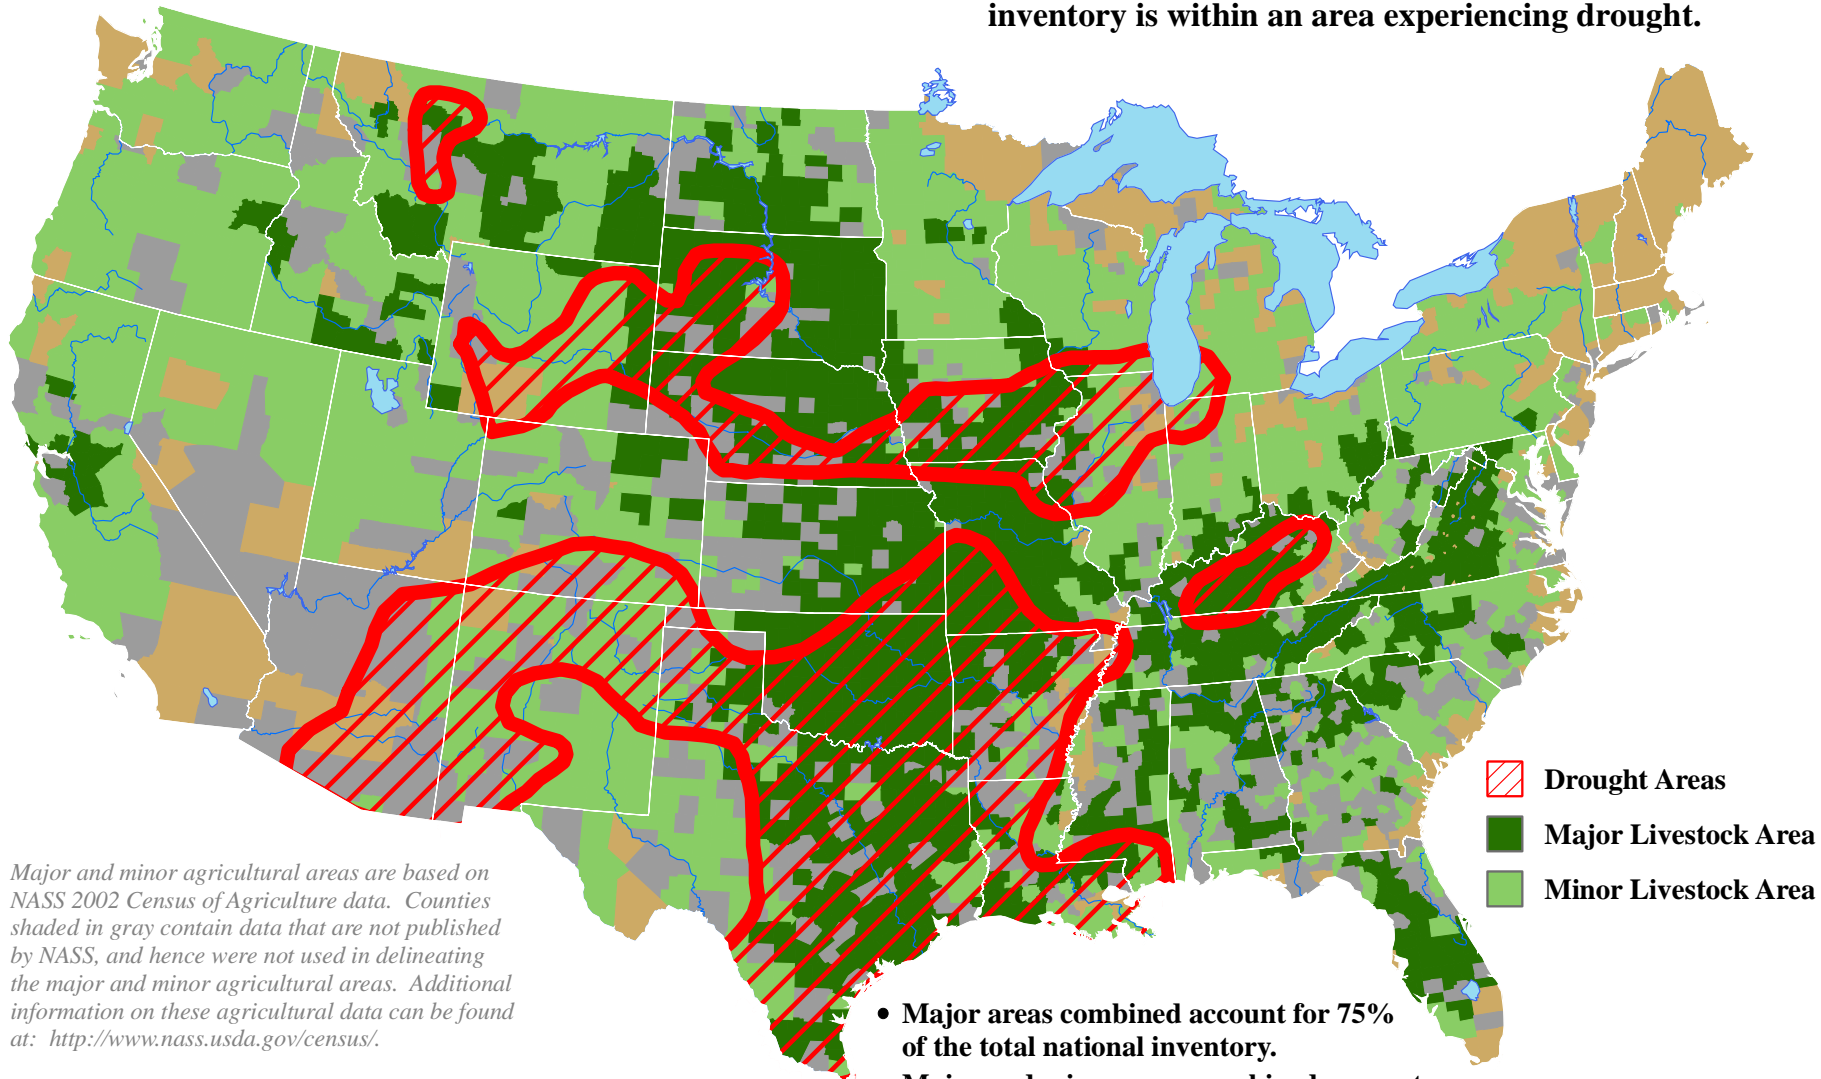 inventory is within an area experiencing drought.
Drought Areas
Major Livestock Area
Minor Livestock Area
Major and minor agricultural areas are based on
NASS 2002 Census of Agriculture data.  Counties
shaded in gray contain data that are not published
by NASS, and hence were not used in delineating
the major and minor agricultural areas.  Additional
information on these agricultural data can be found
at:  http://www.nass.usda.gov/census/.
• Major areas combined account for 75%
of the total national inventory.